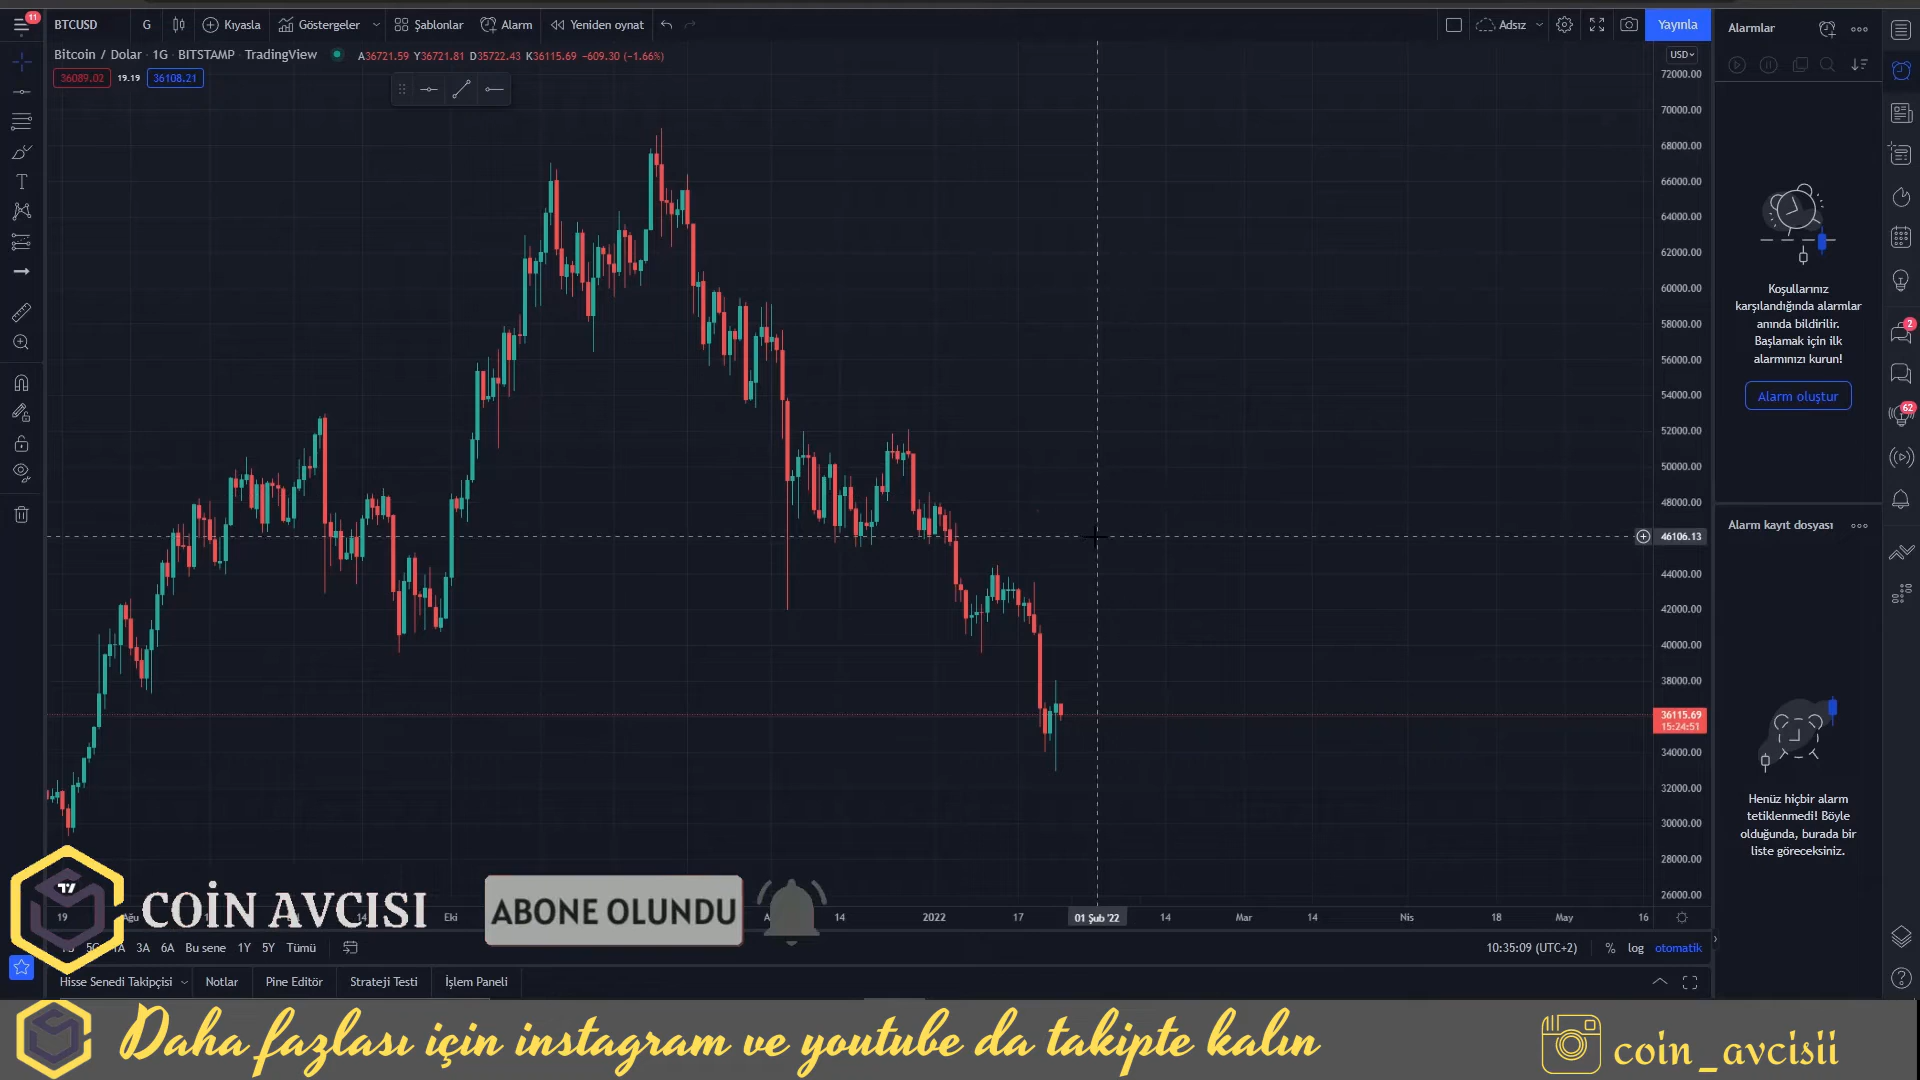 11
BTCUSD
G
Kıyasla
Göstergeler
Şablonlar
Alarm
Yeniden oynat
Adsız
Yayınla
Alarmlar
Bitcoin / Dolar · 1G · BITSTAMP · TradingView
A36721.59 Y36721.81 D35722.43 K36115.69 −609.30 (−1.66%)
USD
36089.02 19.19 36108.21
72000.00
70000.00
68000.00
66000.00
64000.00
62000.00
60000.00
58000.00
56000.00
54000.00
52000.00
50000.00
48000.00
46106.13
44000.00
42000.00
40000.00
38000.00
36115.69
15:24:51
34000.00
32000.00
30000.00
28000.00
26000.00
Koşullarınız
karşılandığında alarmlar
anında bildirilir.
Başlamak için ilk
alarmınızı kurun!
Alarm oluştur
2
62
Alarm kayıt dosyası
Henüz hiçbir alarm
tetiklenmedi! Böyle
olduğunda, burada bir
liste göreceksiniz.
COİN AVCISI
ABONE OLUNDU
19
14
Eki
14
2022
17
01 Şub '22
14
Mar
14
Nis
18
May
16
3A 6A Bu sene 1Y 5Y Tümü
10:35:09 (UTC+2)
%
log
otomatik
Hisse Senedi Takipçisi
Notlar
Pine Editör
Strateji Testi
İşlem Paneli
Daha fazlası için instagram ve youtube da takipte kalın
coin_avcisii